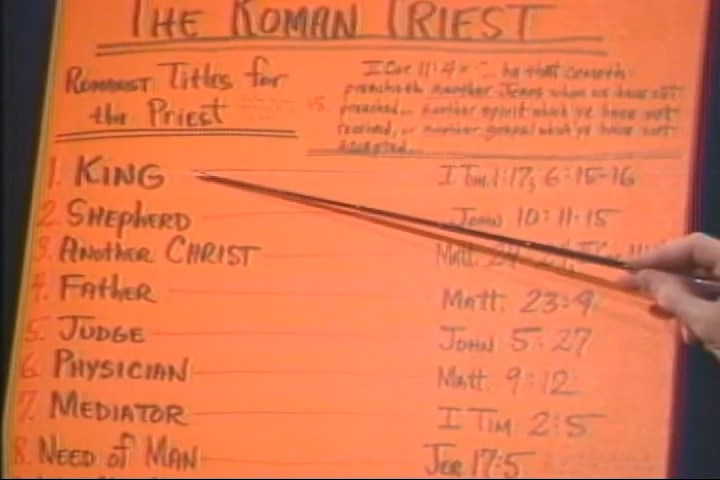 THE ROMAN PRIEST
ROMANIST TITLES for
the PRIEST
VS.
I Cor. 11:4 = "... he that cometh
preacheth another Jesus whom we have not
preached... another spirit which ye have not
received, or another gospel which ye have not
accepted...
1. KING I Tim. 1:17; 6:15-16
2. SHEPHERD JOHN 10:11-15
3. ANOTHER CHRIST Matt. 24
4. FATHER MATT. 23:9
5. JUDGE JOHN 5:27
6. PHYSICIAN Matt. 9:12
7. MEDIATOR I TIM. 2:5
8. NEED of MAN JER 17:5